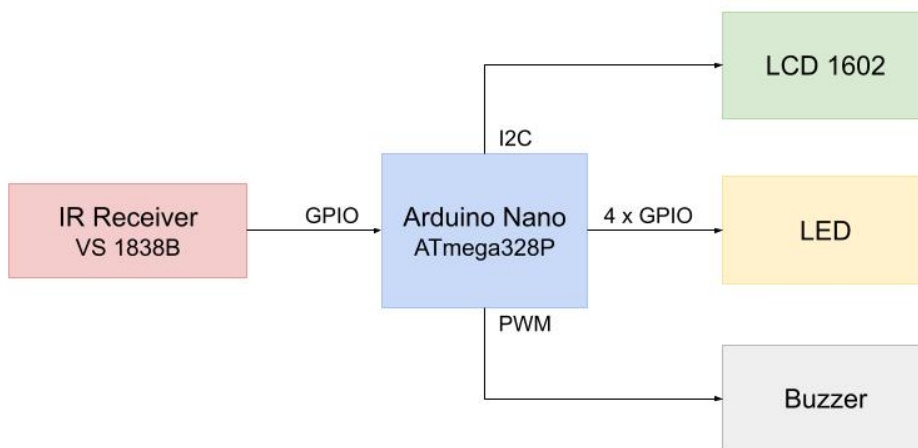 LCD 1602
I2C
IR Receiver
VS 1838B
GPIO
Arduino Nano
ATmega328P
4 x GPIO
LED
PWM
Buzzer